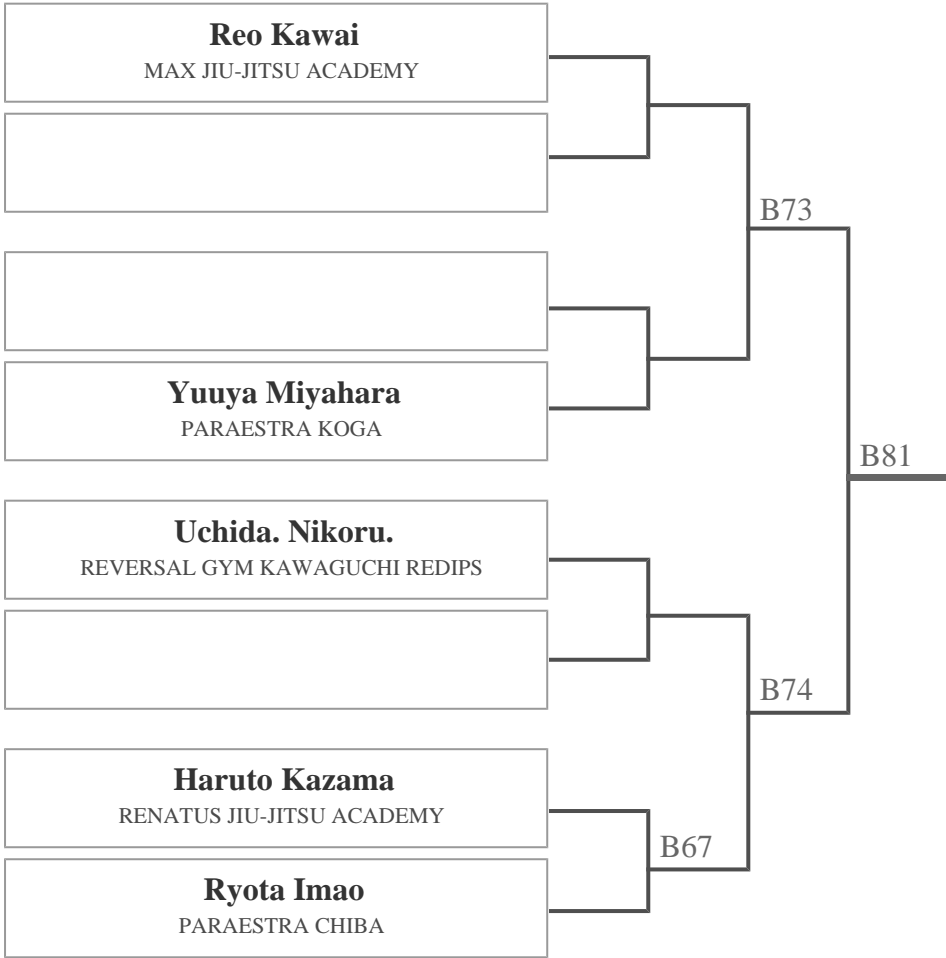 Reo Kawai
MAX JIU-JITSU ACADEMY
B73
Yuuya Miyahara
PARAESTRA KOGA
B81
Uchida. Nikoru.
REVERSAL GYM KAWAGUCHI REDIPS
B74
Haruto Kazama
RENATUS JIU-JITSU ACADEMY
B67
Ryota Imao
PARAESTRA CHIBA